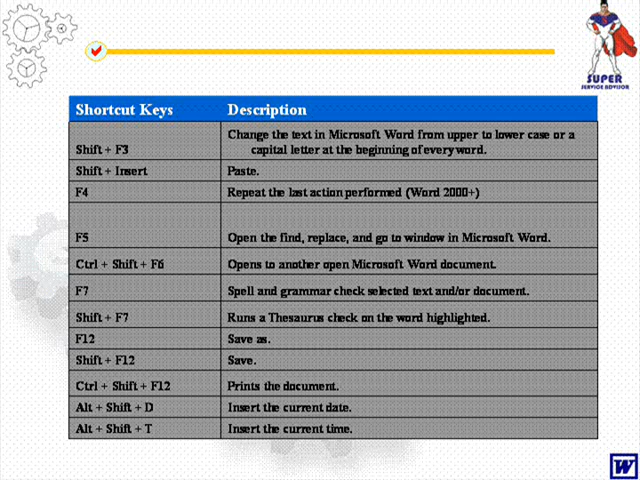 SUPER
SERVICE ADVISOR
Shortcut Keys Description
Shift + F3 Change the text in Microsoft Word from upper to lower case or a
capital letter at the beginning of every word.
Shift + Insert Paste.
F4 Repeat the last action performed (Word 2000+)
F5 Open the find, replace, and go to window in Microsoft Word.
Ctrl + Shift + F6 Opens to another open Microsoft Word document.
F7 Spell and grammar check selected text and/or document.
Shift + F7 Runs a Thesaurus check on the word highlighted.
F12 Save as.
Shift + F12 Save.
Ctrl + Shift + F12 Prints the document.
Alt + Shift + D Insert the current date.
Alt + Shift + T Insert the current time.
W